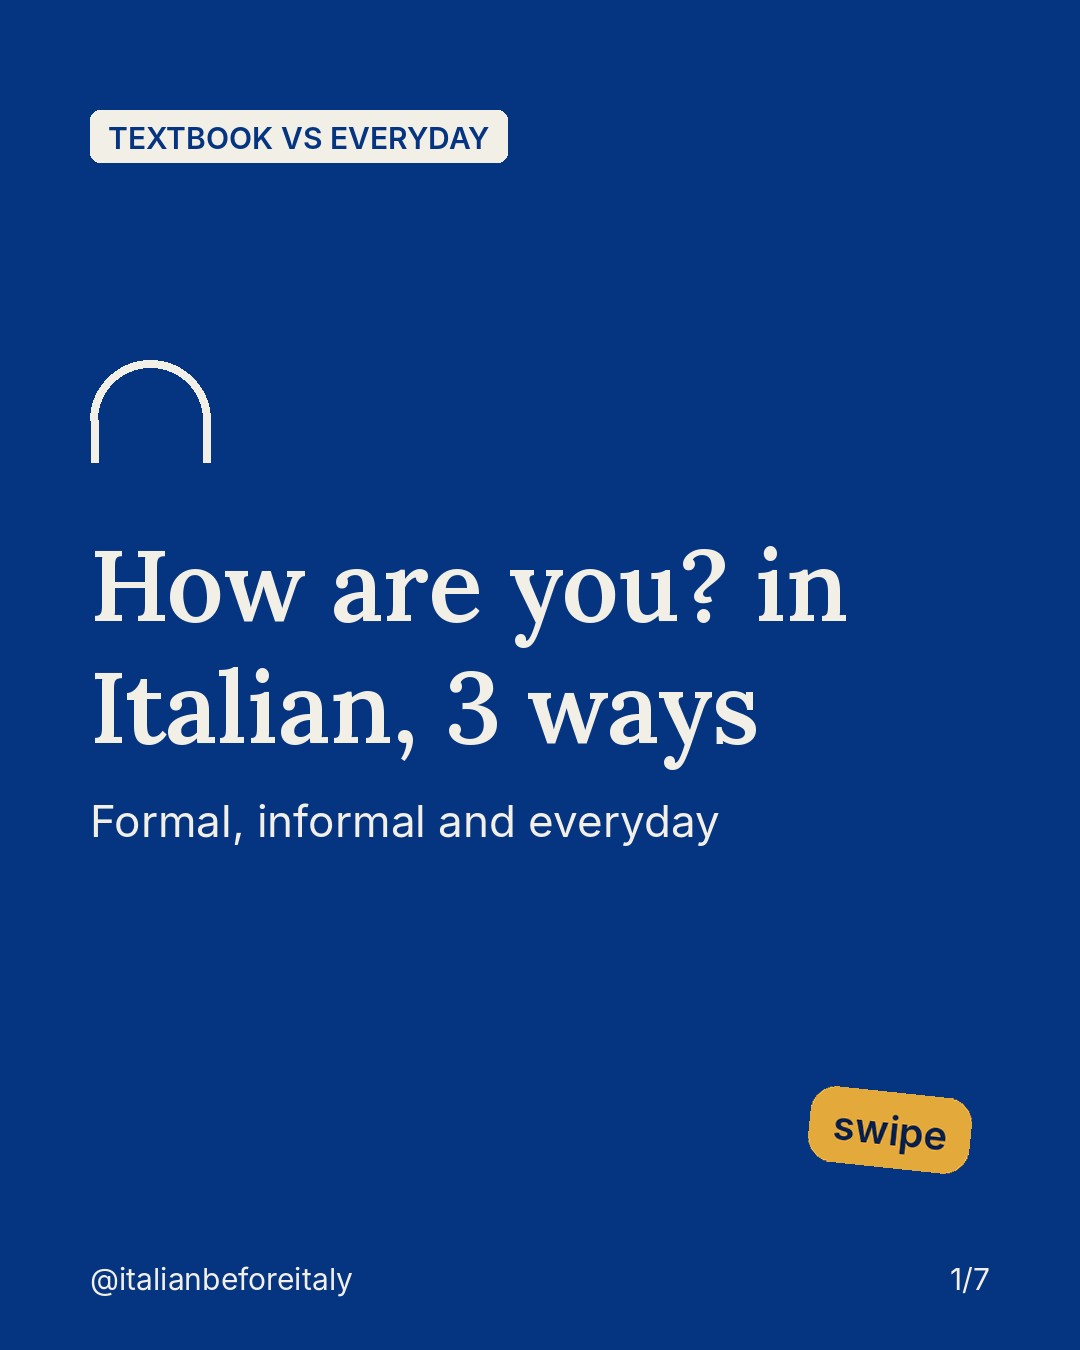 TEXTBOOK VS EVERYDAY
How are you? in
Italian, 3 ways
Formal, informal and everyday
swipe
@italianbeforeitaly
1/7